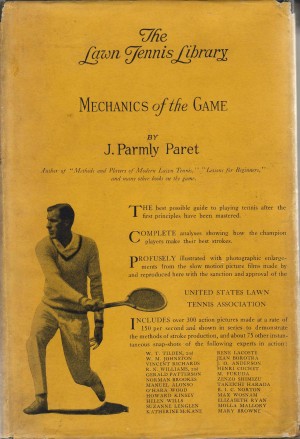 The
Lawn Tennis Library
MECHANICS of the GAME
BY
J. Parmly Paret
Author of "Methods and Players of Modern Lawn Tennis," "Lessons for Beginners,"
and many other books on the game.
THE best possible guide to playing tennis after the
first principles have been mastered.
COMPLETE analyses showing how the champion
players make their best strokes.
PROFUSELY illustrated with photographic enlarge-
ments from the slow motion picture films made by
and reproduced here with the sanction and approval of the
UNITED STATES LAWN
TENNIS ASSOCIATION
INCLUDES over 300 action pictures made at a rate of
150 per second and shown in series to demonstrate
the methods of stroke production, and about 75 other instan-
taneous snap-shots of the following experts in action:
W. T. TILDEN, 2nd
W. M. JOHNSTON
VINCENT RICHARDS
R. N. WILLIAMS, 2nd
GERALD PATTERSON
NORMAN BROOKES
MANUEL ALONSO
O'HARA WOOD
HOWARD KINSEY
HELEN WILLS
SUZANNE LENGLEN
KATHERINE McKANE
RENE LACOSTE
JEAN BOROTRA
J. O. ANDERSON
HENRI COCHET
ZENZO SHIMIDZU
TAKEICHI HARADA
B. I. C. NORTON
MAX WOSNAM
ELIZABETH RYAN
MOLLA MALLORY
MARY BROWNE